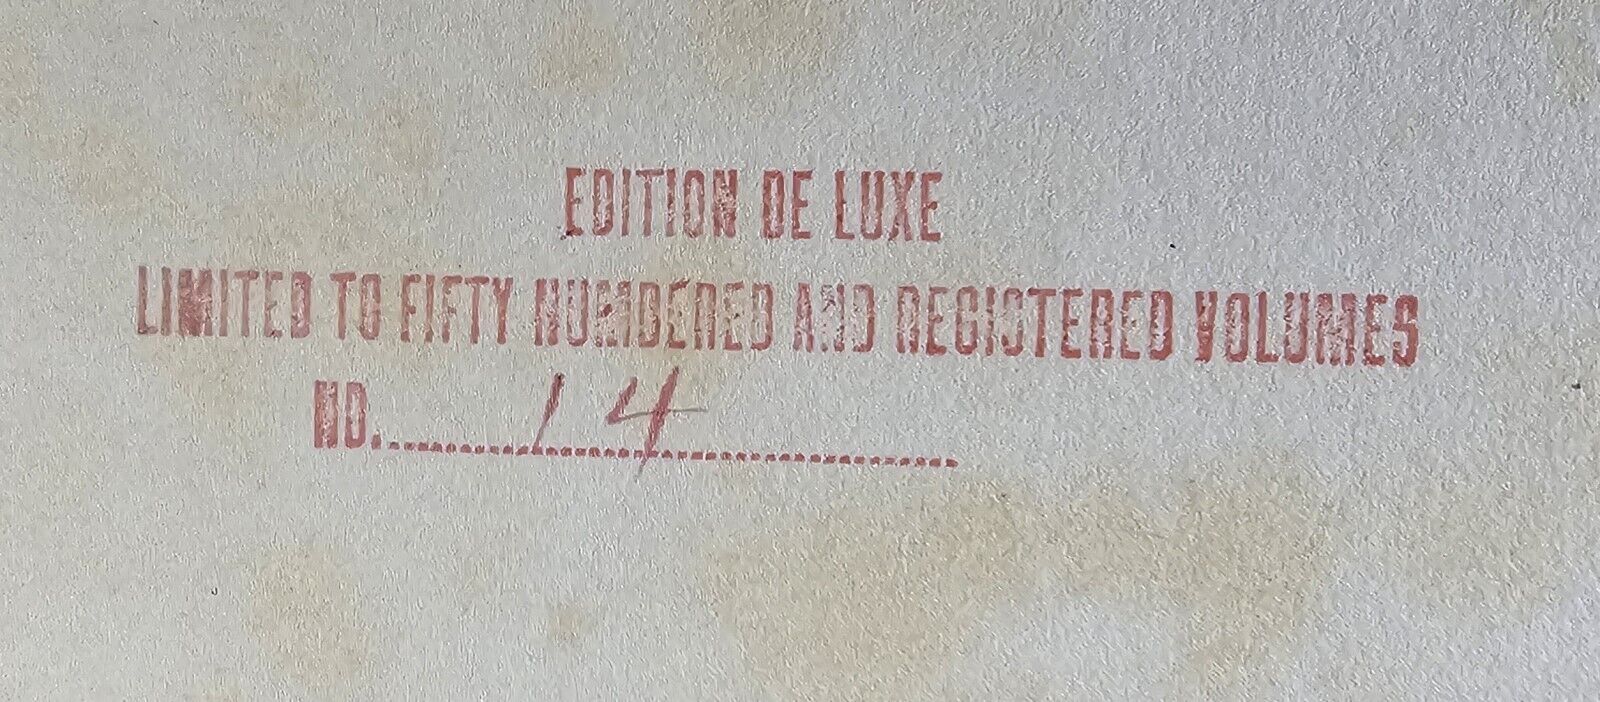 EDITION DE LUXE
LIMITED TO FIFTY NUMBERED AND REGISTERED VOLUMES
NO. 14